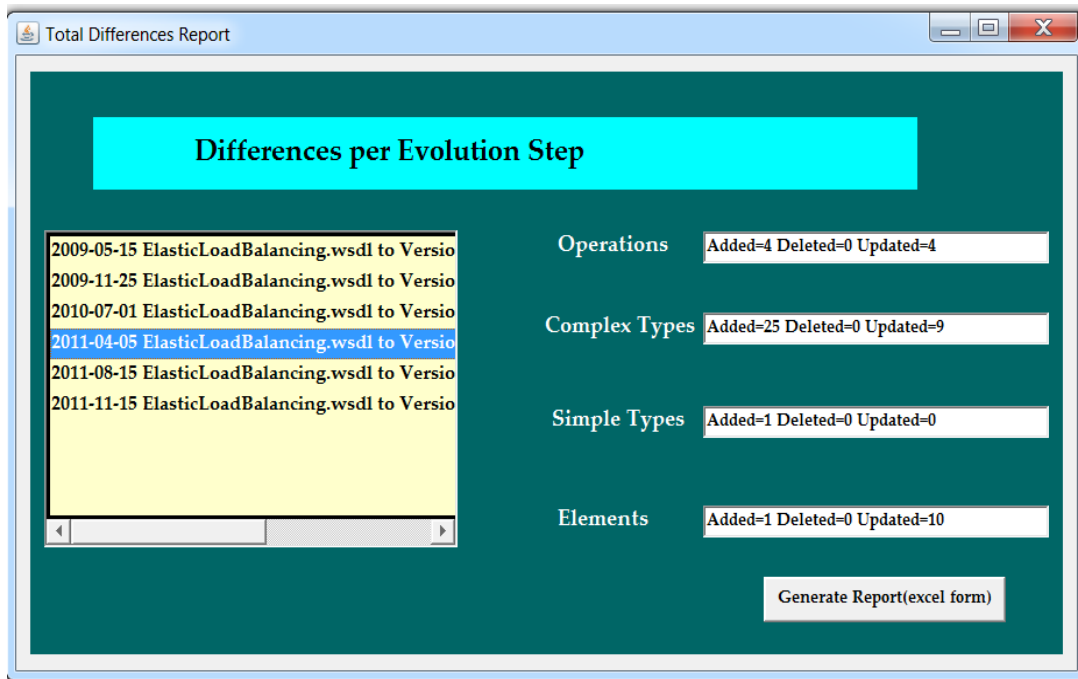 Total Differences Report
Differences per Evolution Step
2009-05-15 ElasticLoadBalancing.wsdl to Versio
2009-11-25 ElasticLoadBalancing.wsdl to Versio
2010-07-01 ElasticLoadBalancing.wsdl to Versio
2011-04-05 ElasticLoadBalancing.wsdl to Versio
2011-08-15 ElasticLoadBalancing.wsdl to Versio
2011-11-15 ElasticLoadBalancing.wsdl to Versio
Operations Added=4 Deleted=0 Updated=4
Complex Types Added=25 Deleted=0 Updated=9
Simple Types Added=1 Deleted=0 Updated=0
Elements Added=1 Deleted=0 Updated=10
Generate Report(excel form)